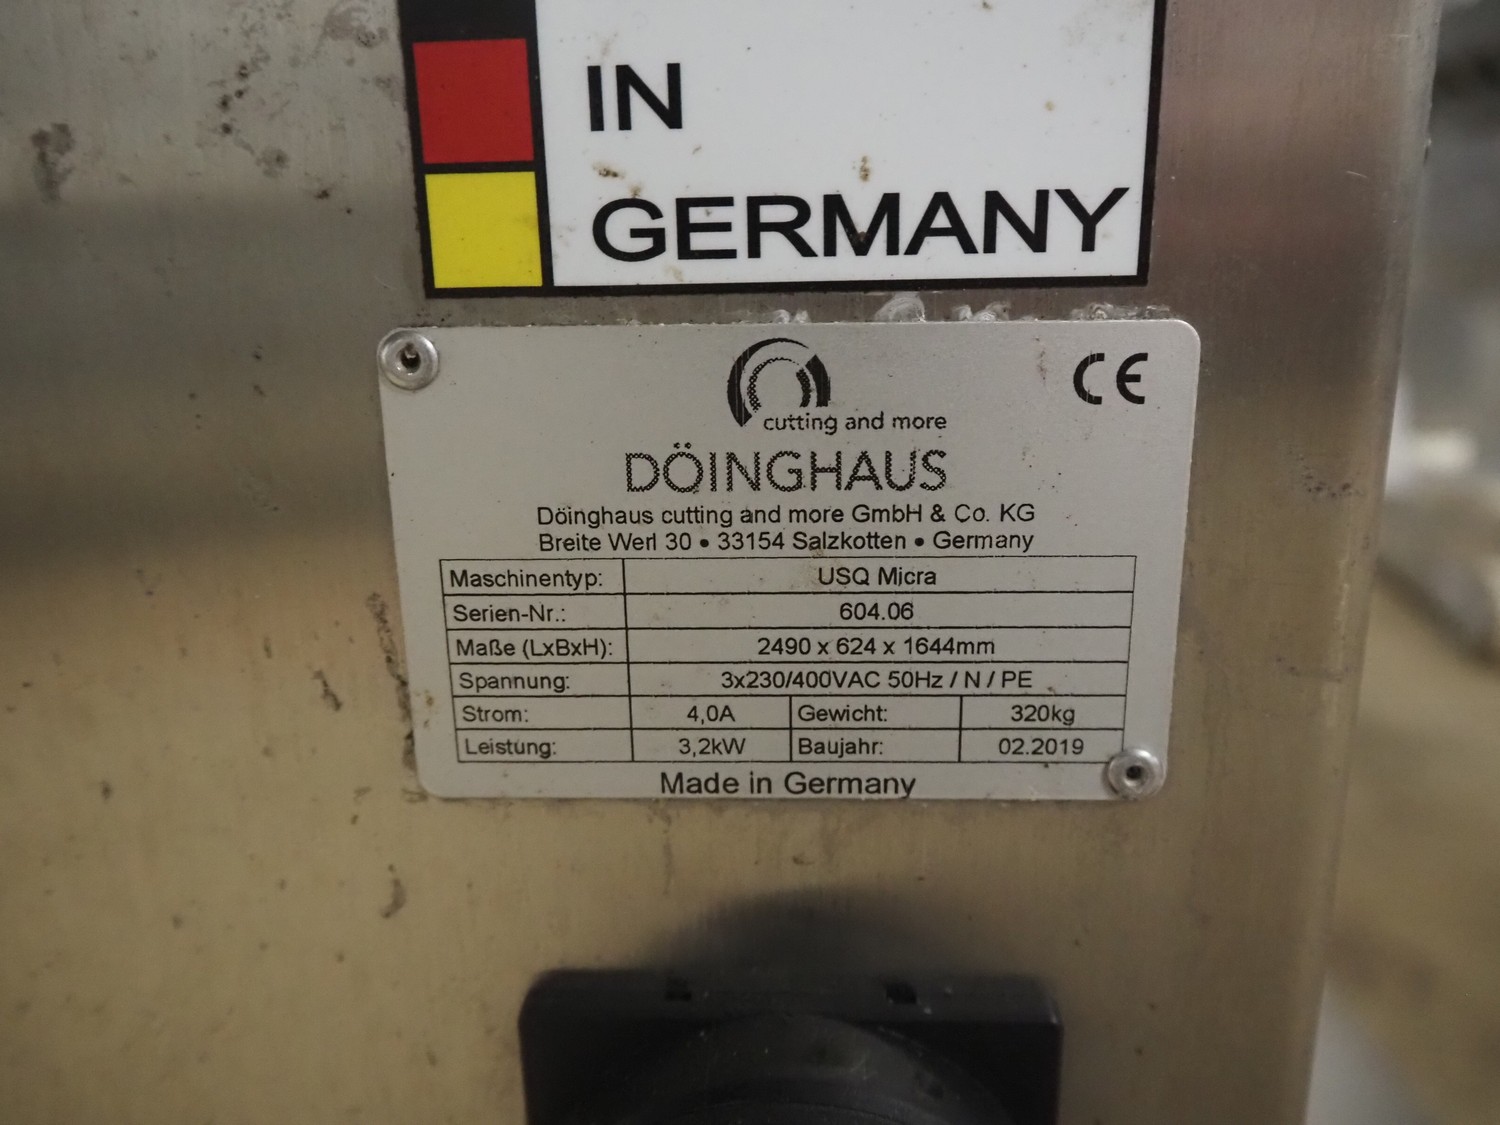 IN
GERMANY
CE
cutting and more
DÖINGHAUS
Döinghaus cutting and more GmbH & Co. KG
Breite Werl 30 • 33154 Salzkotten • Germany
Maschinentyp: USQ Micra
Serien-Nr.: 604.06
Maße (LxBxH): 2490 x 624 x 1644mm
Spannung: 3x230/400VAC 50Hz / N / PE
Strom: 4,0A Gewicht: 320kg
Leistung: 3,2kW Baujahr: 02.2019
Made in Germany